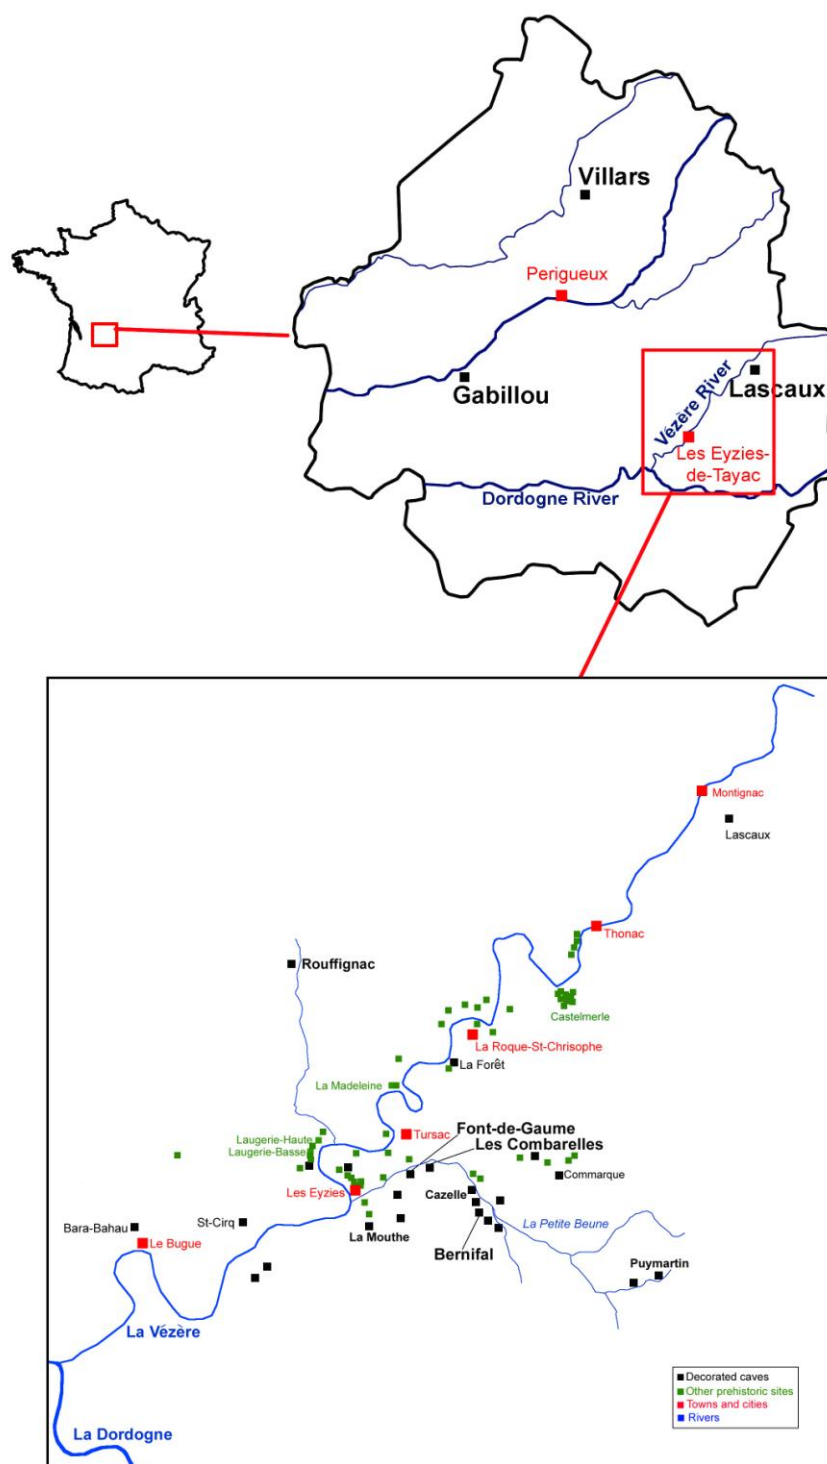 Villars
Perigueux
Gabillou
Lascaux
Vézère River
Les Eyzies-
de-Tayac
Dordogne River
Montignac
Lascaux
Thonac
Rouffignac
Castelmerle
La Roque-St-Chrisophe
La Forêt
La Madeleine
Tursac
Font-de-Gaume
Les Combarelles
Laugerie-Haute
Laugerie-Basse
Commarque
Les Eyzies
Cazelle
St-Cirq
Bara-Bahau
La Mouthe
La Petite Beune
Le Bugue
Bernifal
Puymartin
La Vézère
La Dordogne
Decorated caves
Other prehistoric sites
Towns and cities
Rivers